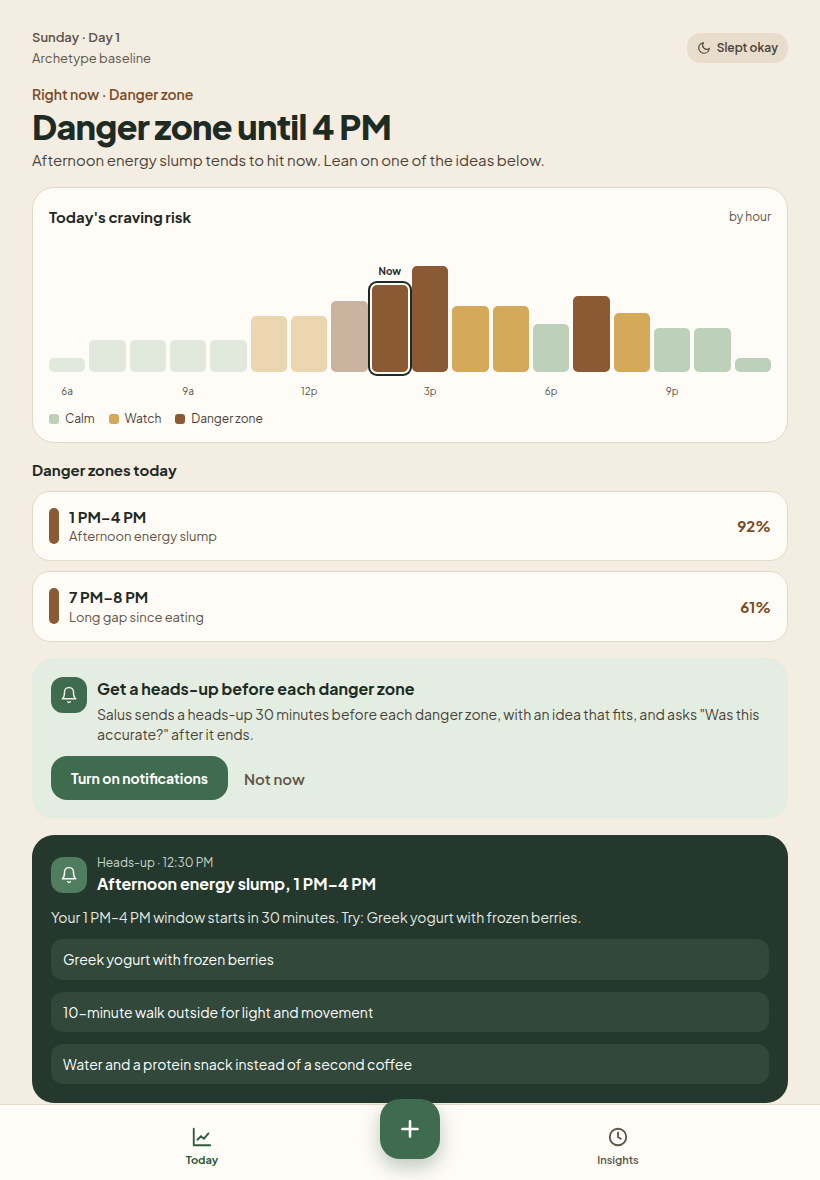 Sunday · Day 1
Archetype baseline
Slept okay
Right now · Danger zone
Danger zone until 4 PM
Afternoon energy slump tends to hit now. Lean on one of the ideas below.
Today's craving risk
by hour
Now
6a 9a 12p 3p 6p 9p
Calm Watch Danger zone
Danger zones today
1 PM–4 PM
Afternoon energy slump
92%
7 PM–8 PM
Long gap since eating
61%
Get a heads-up before each danger zone
Salus sends a heads-up 30 minutes before each danger zone, with an idea that fits, and asks "Was this
accurate?" after it ends.
Turn on notifications
Not now
Heads-up · 12:30 PM
Afternoon energy slump, 1 PM–4 PM
Your 1 PM–4 PM window starts in 30 minutes. Try: Greek yogurt with frozen berries.
Greek yogurt with frozen berries
10-minute walk outside for light and movement
Water and a protein snack instead of a second coffee
Today
Insights